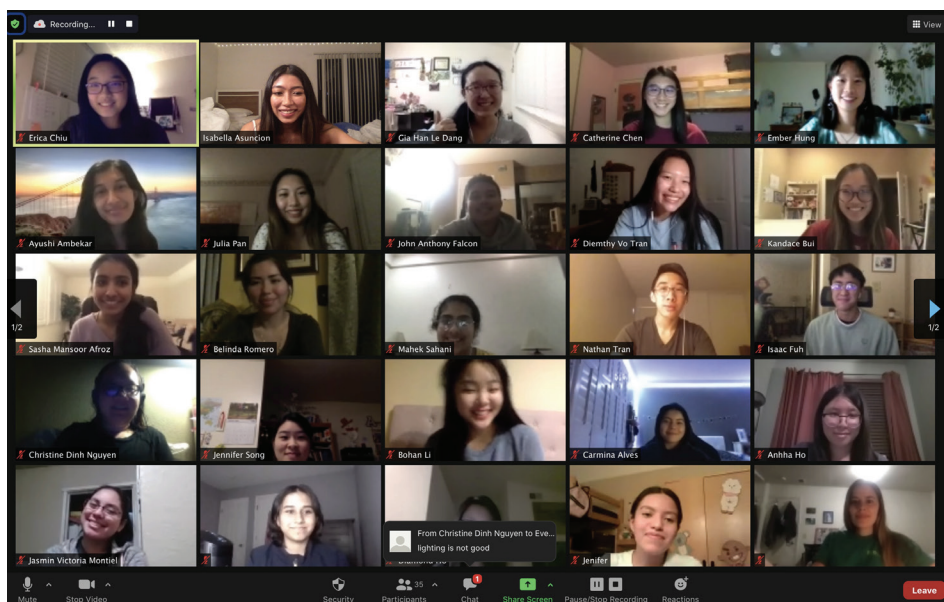 Recording...
View
Erica Chiu
Isabella Asuncion
Gia Han Le Dang
Catherine Chen
Ember Hung
Ayushi Ambekar
Julia Pan
John Anthony Falcon
Diemthy Vo Tran
Kandace Bui
1/2
1/2
Sasha Mansoor Afroz
Belinda Romero
Mahek Sahani
Nathan Tran
Isaac Fuh
Christine Dinh Nguyen
Jennifer Song
Bohan Li
Carmina Alves
Anhha Ho
From Christine Dinh Nguyen to Eve...
lighting is not good
Jasmin Victoria Montiel
Jenifer
Mute
Stop Video
Security
35
Participants
1
Chat
Share Screen
Pause/Stop Recording
Reactions
Leave